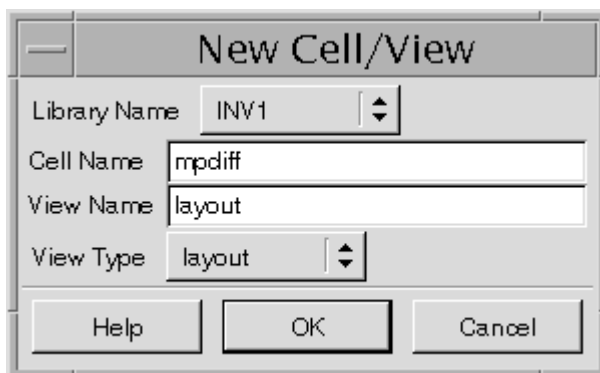 New Cell/View
Library Name INV1
Cell Name mpdiff
View Name layout
View Type layout
Help OK Cancel